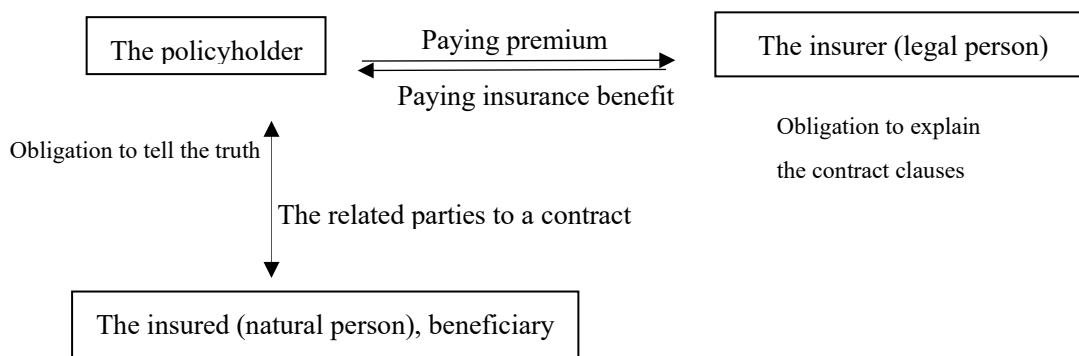 The policyholder
Paying premium
The insurer (legal person)
Paying insurance benefit
Obligation to explain
the contract clauses
Obligation to tell the truth
The related parties to a contract
The insured (natural person), beneficiary